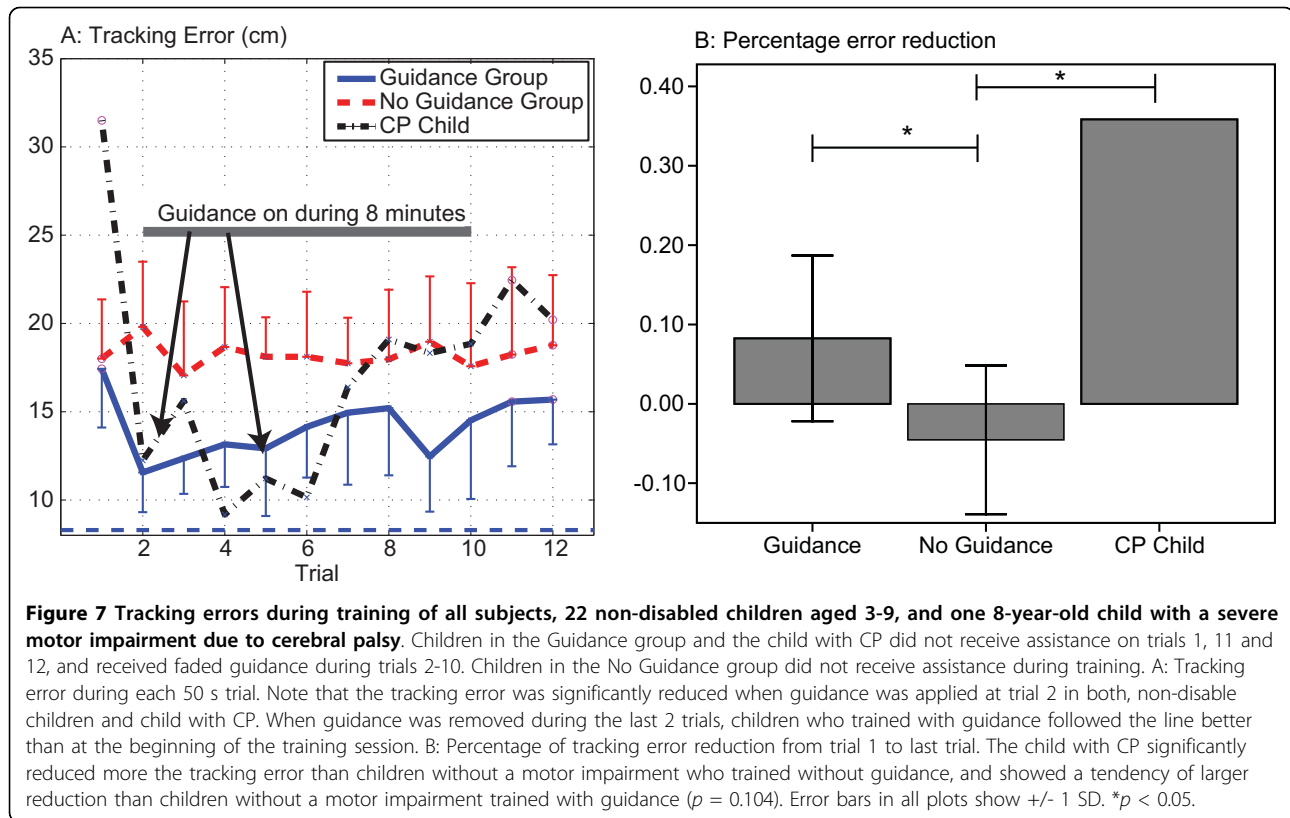 A: Tracking Error (cm)
35
30
25
20
15
10
Guidance Group
No Guidance Group
CP Child
Guidance on during 8 minutes
2 4 6 8 10 12
Trial
B: Percentage error reduction
0.40
0.30
0.20
0.10
0.00
-0.10
*
*
Guidance No Guidance CP Child
Figure 7 Tracking errors during training of all subjects, 22 non-disabled children aged 3-9, and one 8-year-old child with a severe
motor impairment due to cerebral palsy. Children in the Guidance group and the child with CP did not receive assistance on trials 1, 11 and
12, and received faded guidance during trials 2-10. Children in the No Guidance group did not receive assistance during training. A: Tracking
error during each 50 s trial. Note that the tracking error was significantly reduced when guidance was applied at trial 2 in both, non-disable
children and child with CP. When guidance was removed during the last 2 trials, children who trained with guidance followed the line better
than at the beginning of the training session. B: Percentage of tracking error reduction from trial 1 to last trial. The child with CP significantly
reduced more the tracking error than children without a motor impairment who trained without guidance, and showed a tendency of larger
reduction than children without a motor impairment trained with guidance (p = 0.104). Error bars in all plots show +/- 1 SD. *p < 0.05.